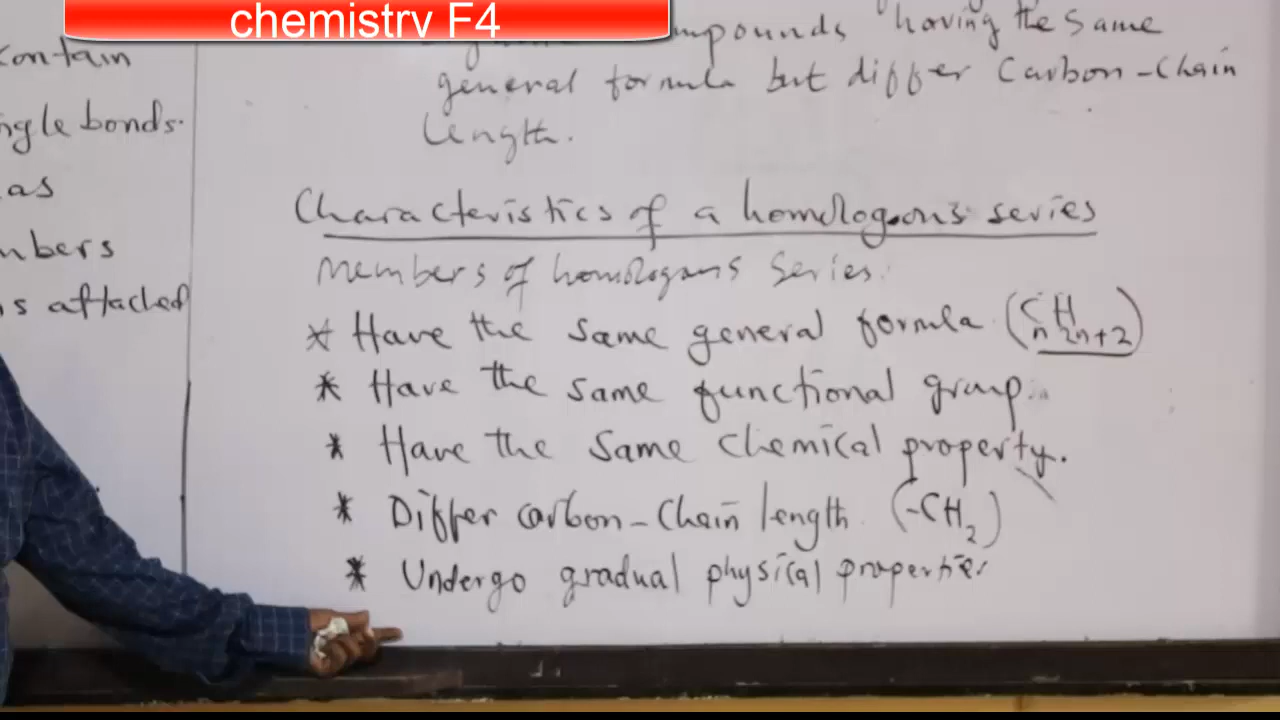 chemistry F4
contain
ngle bonds.
as
mbers
s attached
mpounds having the same
general formula but differ Carbon-Chain
length.
Characteristics of a homologous series
Members of homologous series.
* Have the same general formula (CnH2n+2)
* Have the same functional group.
* Have the same chemical property.
* Differ carbon-chain length (-CH2)
* Undergo gradual physical properties